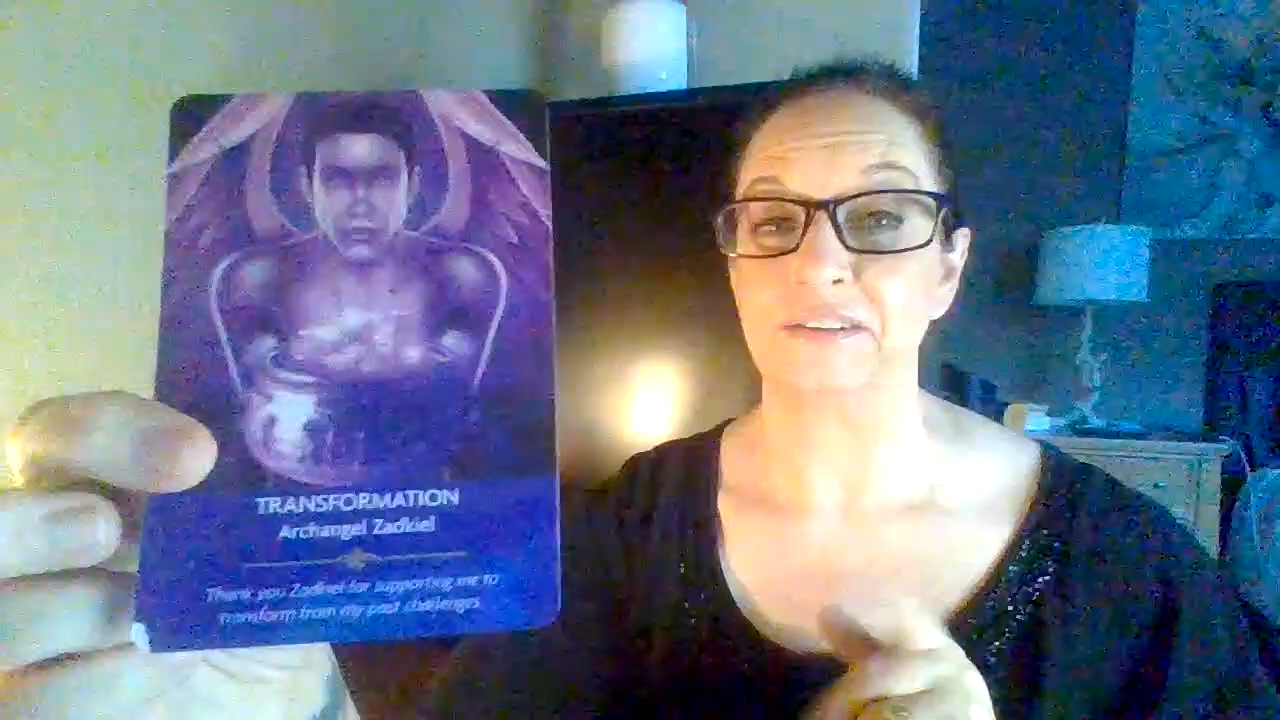 TRANSFORMATION
Archangel Zadkiel
Thank you Zadkiel for supporting me to
transform from my past challenges